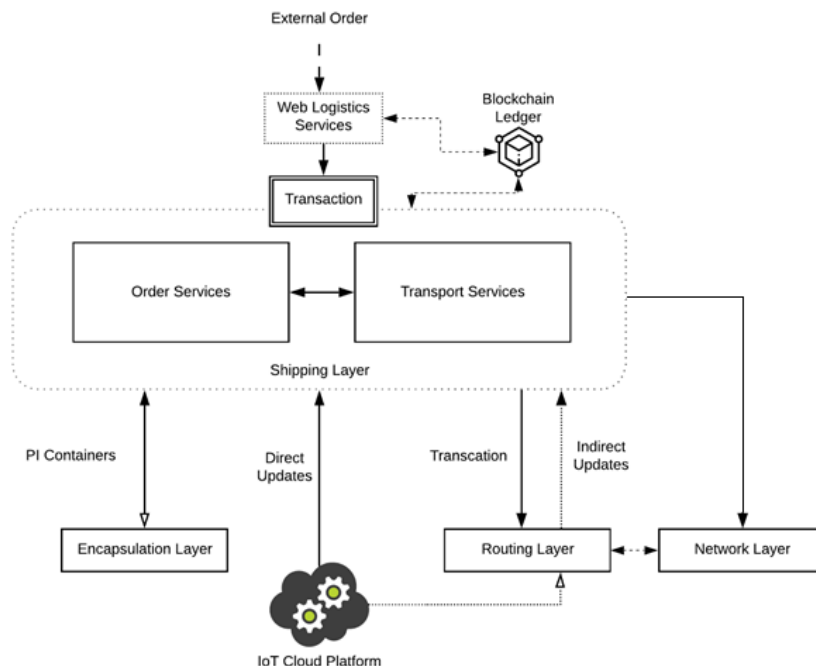 External Order
Web Logistics
Services
Blockchain
Ledger
Transaction
Order Services
Transport Services
Shipping Layer
PI Containers
Direct
Updates
Transcation
Indirect
Updates
Encapsulation Layer
Routing Layer
Network Layer
IoT Cloud Platform